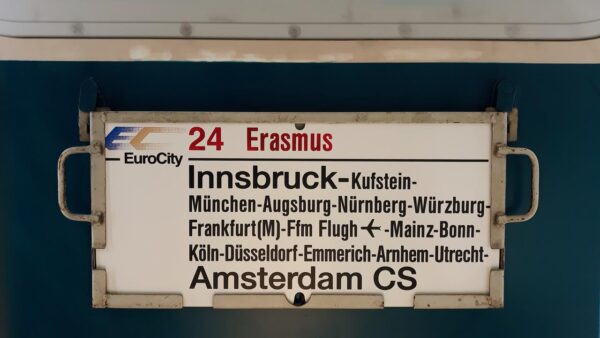 EC
24 Erasmus
EuroCity
Innsbruck-Kufstein-
München-Augsburg-Nürnberg-Würzburg-
Frankfurt(M)-Ffm Flugh ✈-Mainz-Bonn-
Köln-Düsseldorf-Emmerich-Arnhem-Utrecht-
Amsterdam CS